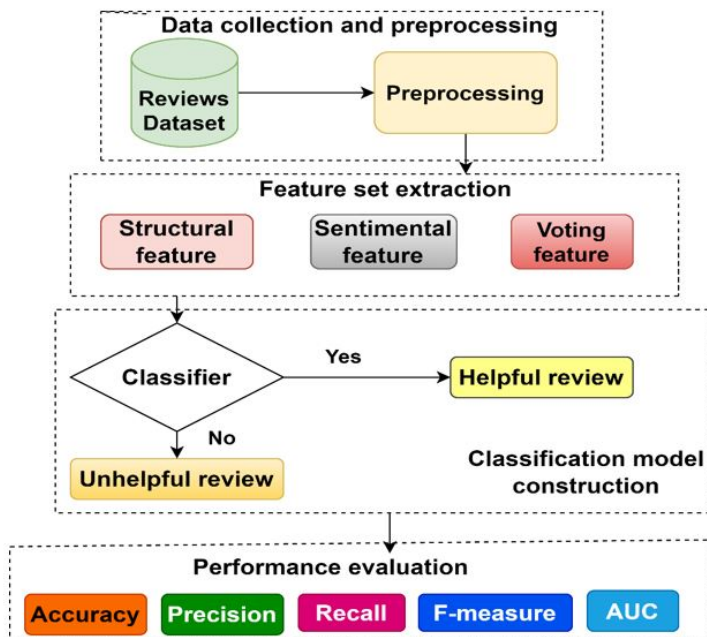 Data collection and preprocessing
Reviews
Dataset
Preprocessing
Feature set extraction
Structural
feature
Sentimental
feature
Voting
feature
Classifier
Yes
Helpful review
No
Unhelpful review
Classification model
construction
Performance evaluation
Accuracy
Precision
Recall
F-measure
AUC